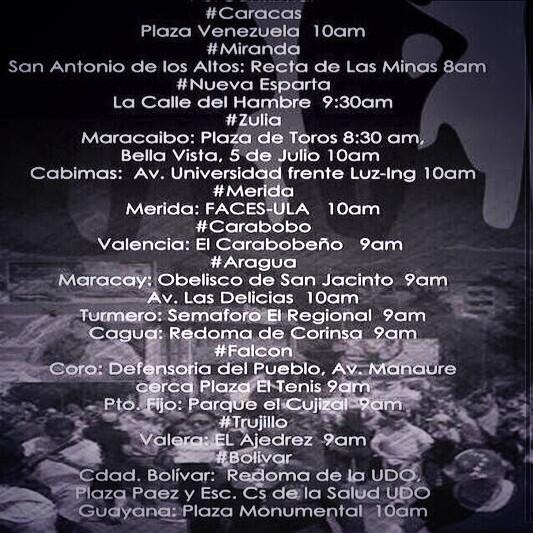 #Caracas
Plaza Venezuela 10am
#Miranda
San Antonio de los Altos: Recta de Las Minas 8am
#Nueva Esparta
La Calle del Hambre 9:30am
#Zulia
Maracaibo: Plaza de Toros 8:30 am,
Bella Vista, 5 de Julio 10am
Cabimas: Av. Universidad frente Luz-Ing 10am
#Merida
Merida: FACES-ULA 10am
#Carabobo
Valencia: El Carabobeño 9am
#Aragua
Maracay: Obelisco de San Jacinto 9am
Av. Las Delicias 10am
Turmero: Semaforo El Regional 9am
Cagua: Redoma de Corinsa 9am
#Falcon
Coro: Defensoria del Pueblo, Av. Manaure
cerca Plaza El Tenis 9am
Pto. Fijo: Parque el Cujizal 9am
#Trujillo
Valera: EL Ajedrez 9am
#Bolivar
Cdad. Bolívar: Redoma de la UDO,
Plaza Paez y Esc. Cs de la Salud UDO
Guayana: Plaza Monumental 10am